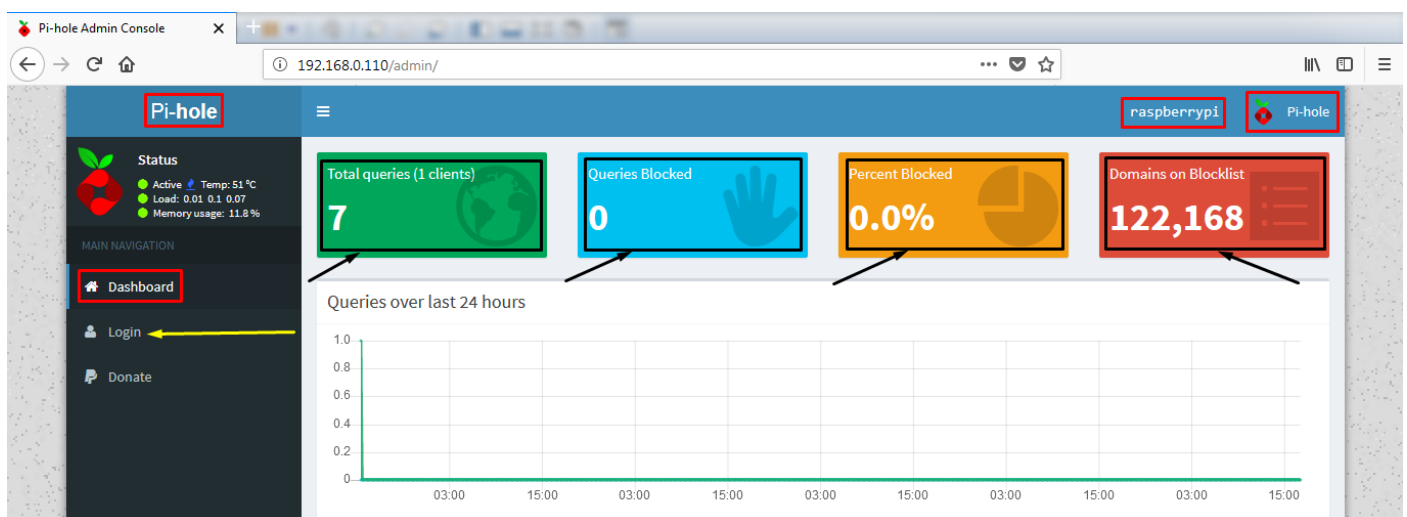 Pi-hole Admin Console
192.168.0.110/admin/
Pi-hole
raspberrypi
Pi-hole
Status
Active Temp: 51 °C
Load: 0.01 0.1 0.07
Memory usage: 11.8 %
MAIN NAVIGATION
Dashboard
Login
Donate
Total queries (1 clients)
7
Queries Blocked
0
Percent Blocked
0.0%
Domains on Blocklist
122,168
Queries over last 24 hours
1.0
0.8
0.6
0.4
0.2
0
03:00 15:00 03:00 15:00 03:00 15:00 03:00 15:00 03:00 15:00